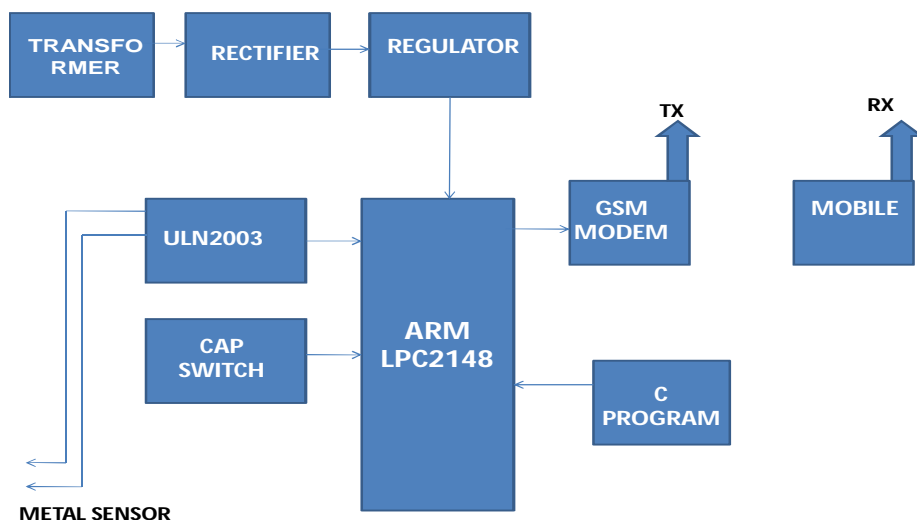 TRANSFO
RMER
RECTIFIER
REGULATOR
TX
RX
ULN2003
GSM
MODEM
MOBILE
CAP
SWITCH
ARM
LPC2148
C
PROGRAM
METAL SENSOR